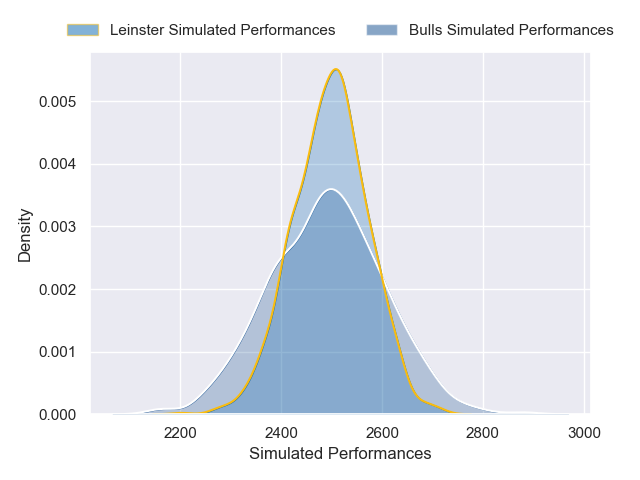 Leinster Simulated Performances
Bulls Simulated Performances
0.005
0.004
0.003
0.002
0.001
0.000
Density
2200
2400
2600
2800
3000
Simulated Performances